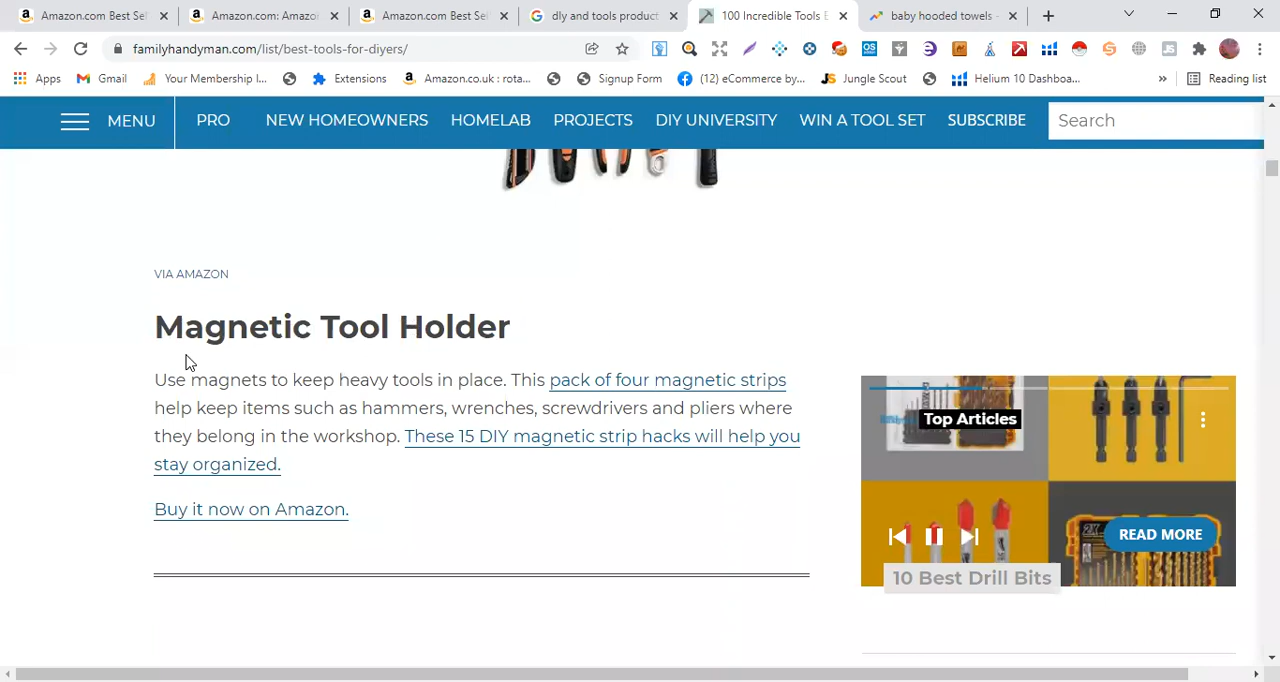 Amazon.com Best Sel
Amazon.com: Amazo
Amazon.com Best Sel
dly and tools product
100 Incredible Tools E
baby hooded towels -
familyhandyman.com/list/best-tools-for-diyers/
Apps
Gmail
Your Membership I...
Extensions
Amazon.co.uk : rota...
Signup Form
(12) eCommerce by...
Jungle Scout
Helium 10 Dashboa...
»
Reading list
MENU
PRO
NEW HOMEOWNERS
HOMELAB
PROJECTS
DIY UNIVERSITY
WIN A TOOL SET
SUBSCRIBE
Search
VIA AMAZON
Magnetic Tool Holder
Use magnets to keep heavy tools in place. This pack of four magnetic strips
help keep items such as hammers, wrenches, screwdrivers and pliers where
they belong in the workshop. These 15 DIY magnetic strip hacks will help you
stay organized.
Buy it now on Amazon.
Top Articles
READ MORE
10 Best Drill Bits